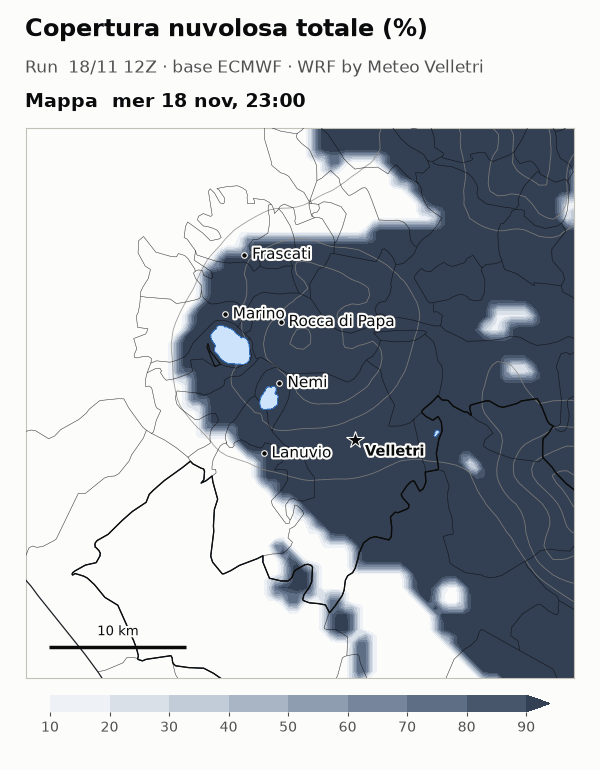 Copertura nuvolosa totale (%)
Run  18/11 12Z · base ECMWF · WRF by Meteo Velletri
Mappa  mer 18 nov, 23:00
Frascati
Marino
Rocca di Papa
Nemi
Velletri
Lanuvio
10 km
10 20 30 40 50 60 70 80 90